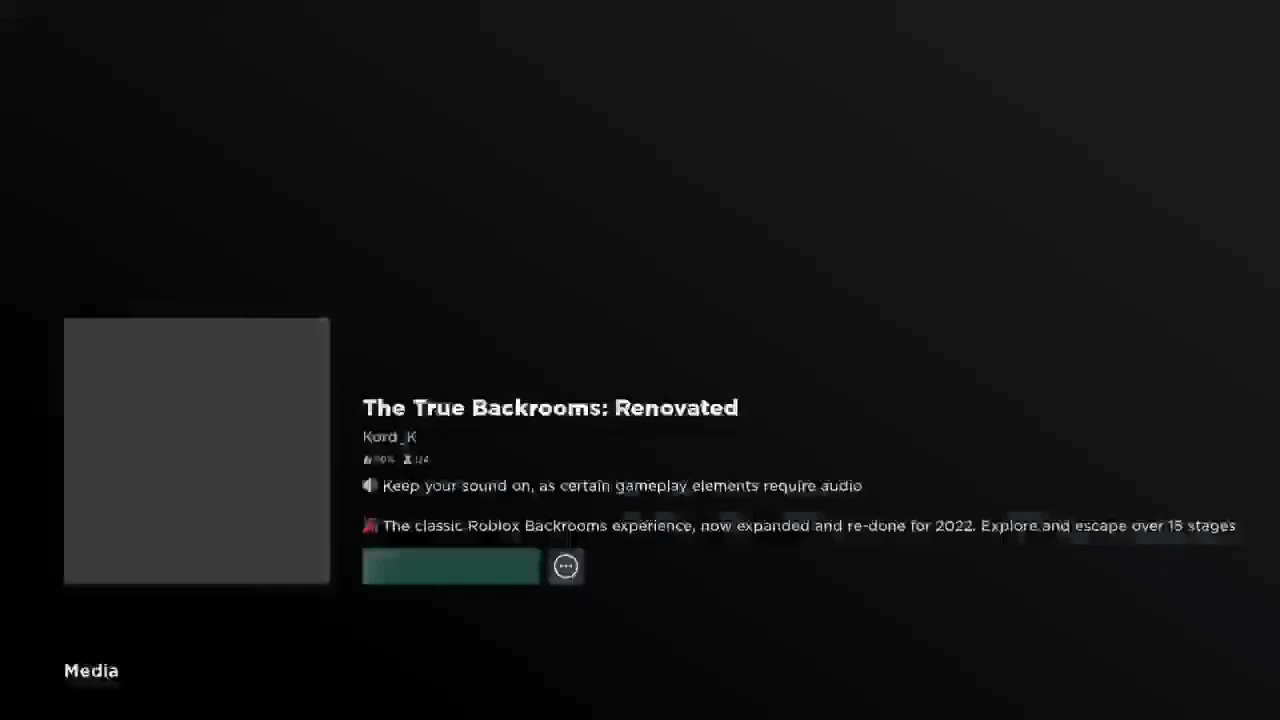 The True Backrooms: Renovated
Kord_K
Keep your sound on, as certain gameplay elements require audio
The classic Roblox Backrooms experience, now expanded and re-done for 2022. Explore and escape over 15 stages
Media